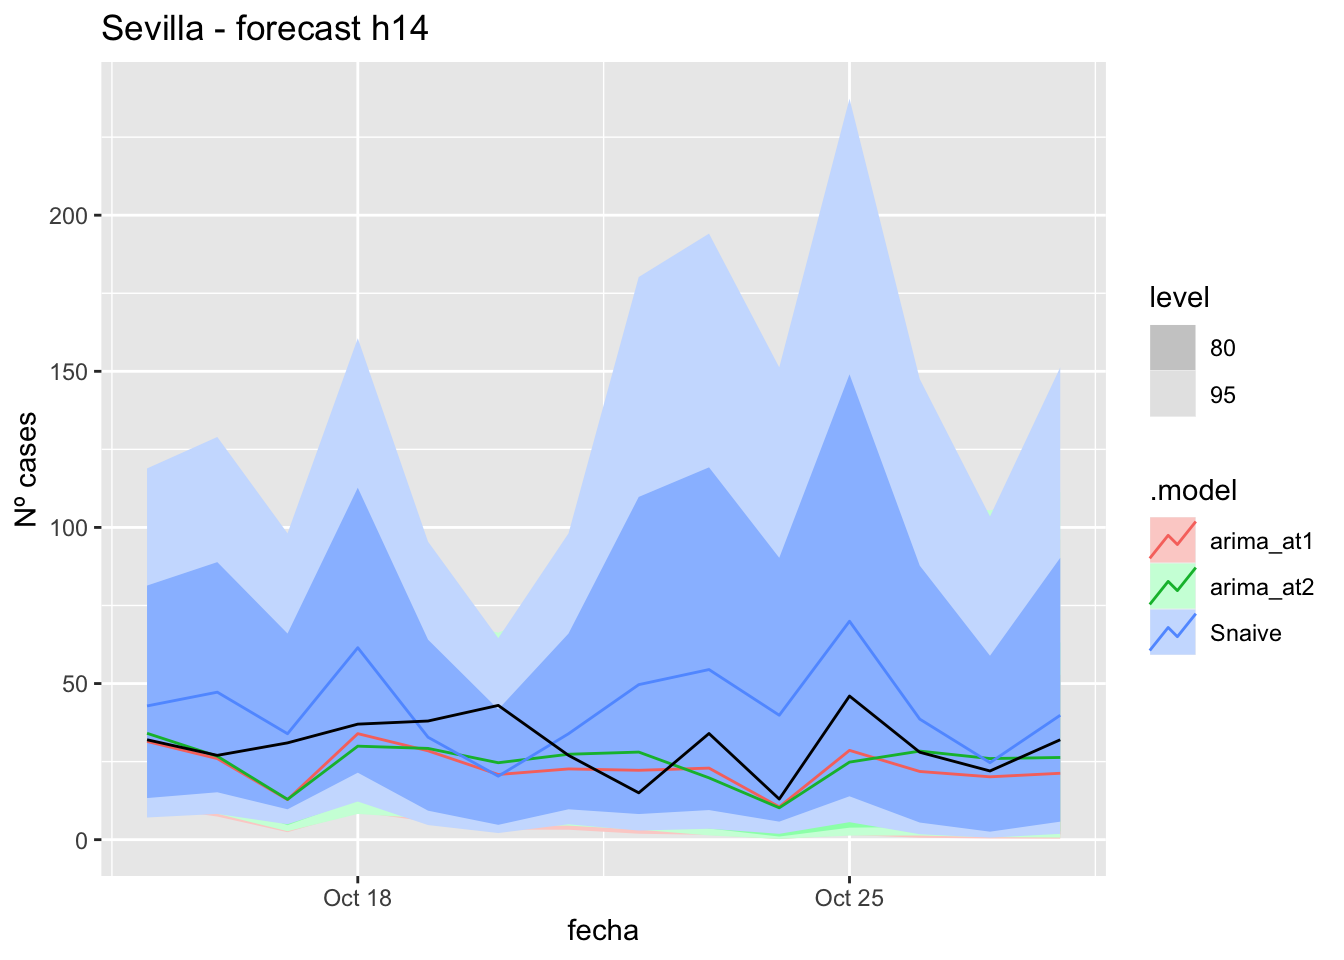 Sevilla - forecast h14
Nº cases
200
150
100
50
0
Oct 18
Oct 25
fecha
level
80
95
.model
arima_at1
arima_at2
Snaive